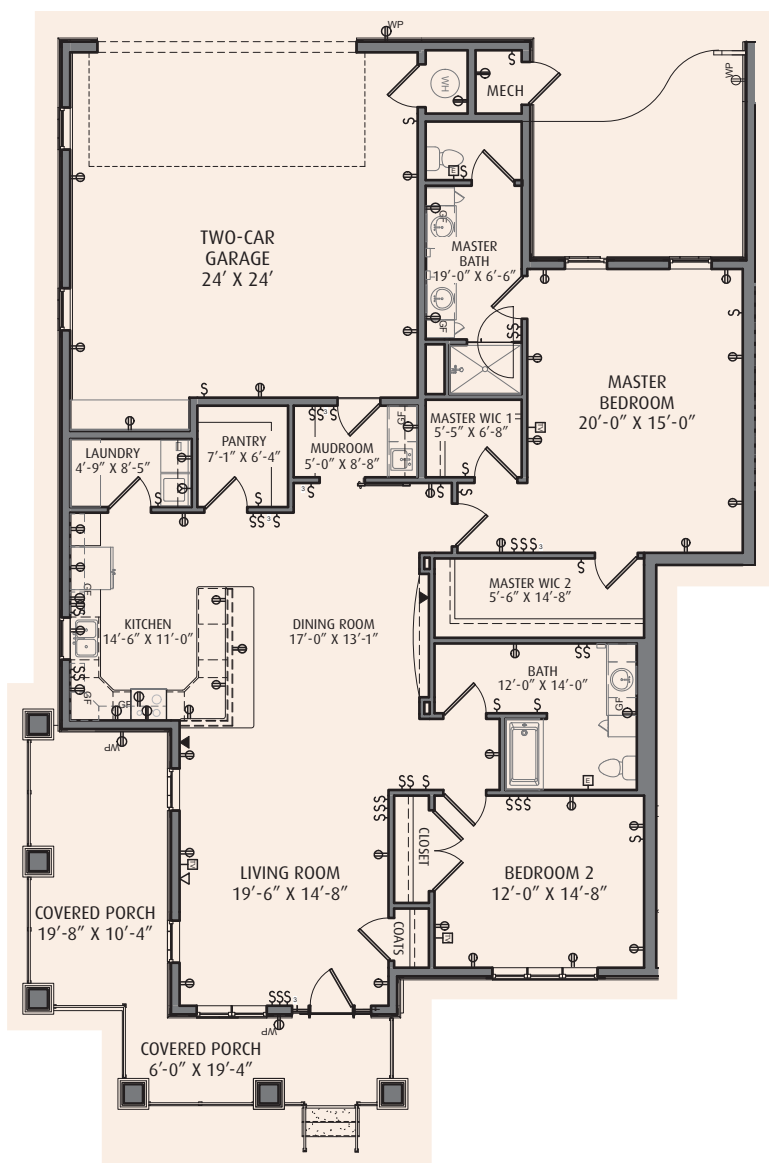 WP
WH
MECH
WP
TWO-CAR
GARAGE
24’ X 24’
E
GF
MASTER
BATH
19’-0” X 6’-6”
GF
MASTER
BEDROOM
20’-0” X 15’-0”
MASTER WIC 1
5’-5” X 6’-8”
GF
LAUNDRY
4’-9” X 8’-5”
PANTRY
7’-1” X 6’-4”
MUDROOM
5’-0” X 8’-8”
MASTER WIC 2
5’-6” X 14’-8”
GF
KITCHEN
14’-6” X 11’-0”
DINING ROOM
17’-0” X 13’-1”
BATH
12’-0” X 14’-0”
GF
GF
GF
WP
E
CLOSET
LIVING ROOM
19’-6” X 14’-8”
BEDROOM 2
12’-0” X 14’-8”
COVERED PORCH
19’-8” X 10’-4”
COATS
WP
COVERED PORCH
6’-0” X 19’-4”